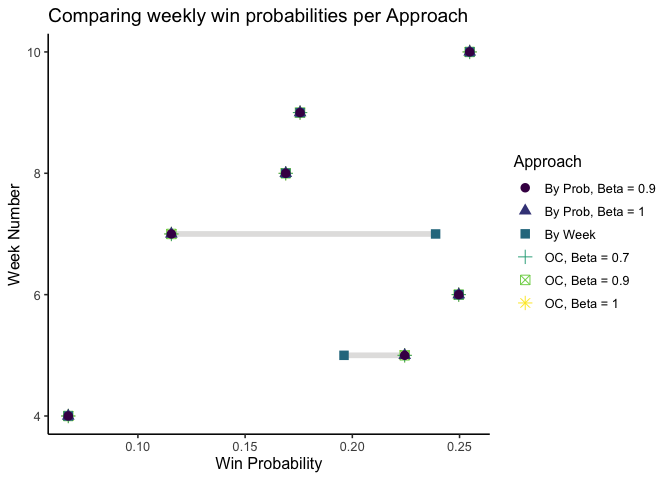 Comparing weekly win probabilities per Approach
10
8
6
4
Week Number
0.10 0.15 0.20 0.25
Win Probability
Approach
By Prob, Beta = 0.9
By Prob, Beta = 1
By Week
OC, Beta = 0.7
OC, Beta = 0.9
OC, Beta = 1